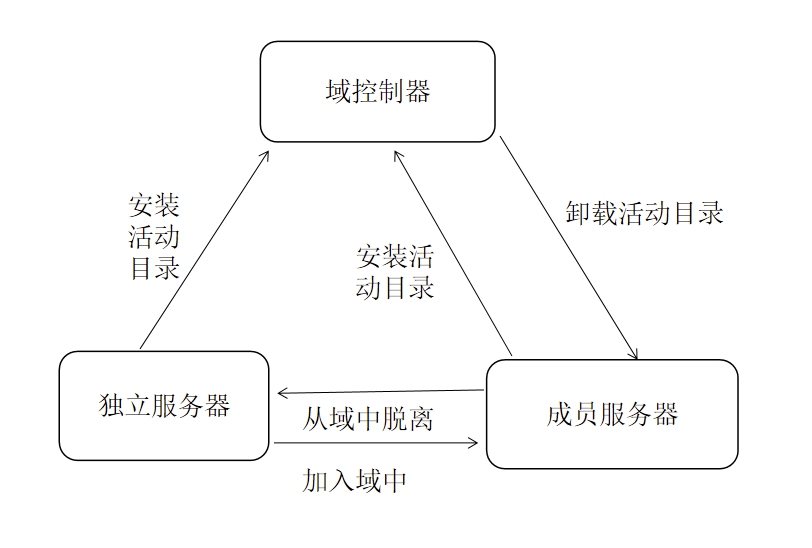 域控制器
安装
活动
目录
卸载活动目录
安装活
动目录
独立服务器
成员服务器
从域中脱离
加入域中